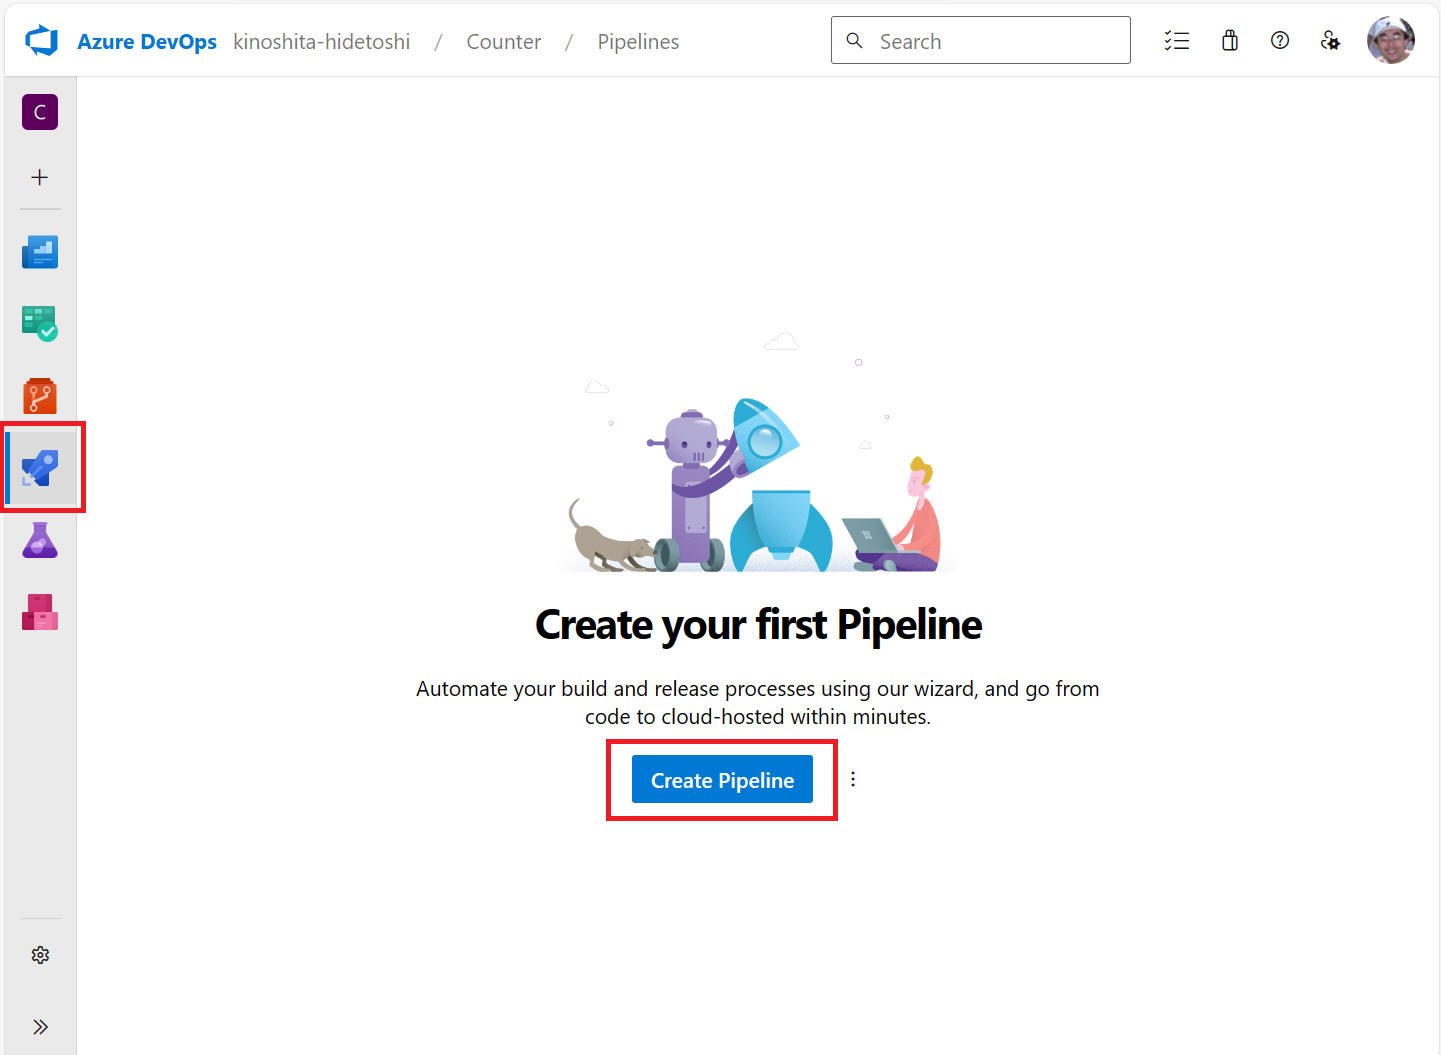 Azure DevOps kinoshita-hidetoshi / Counter / Pipelines Search
C
Create your first Pipeline
Automate your build and release processes using our wizard, and go from
code to cloud-hosted within minutes.
Create Pipeline